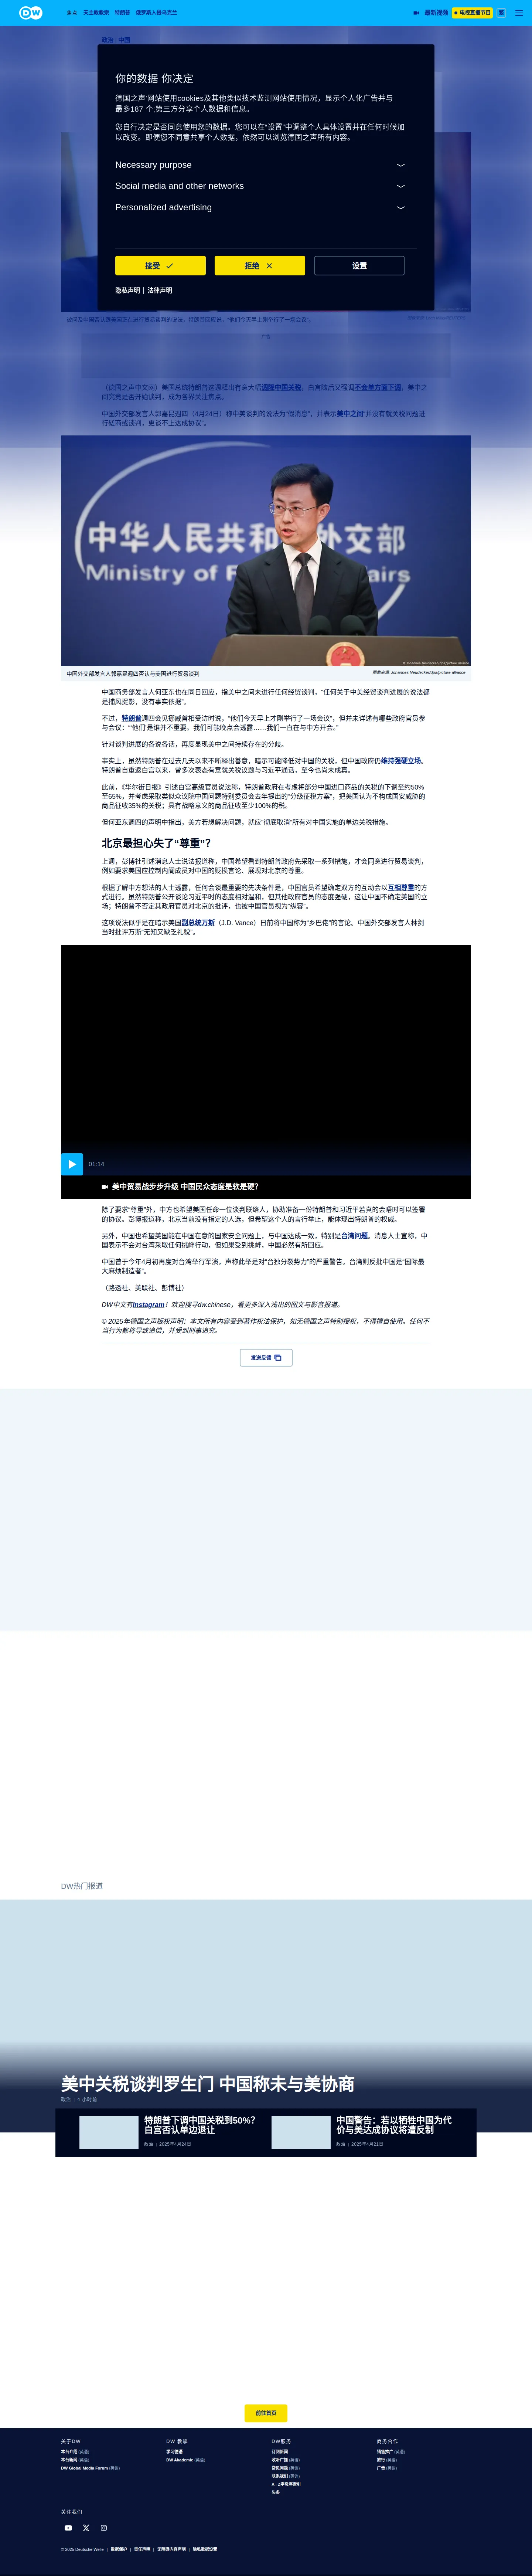 DW
焦点 天主教教宗 特朗普 俄罗斯入侵乌克兰
最新视频 电视直播节目 繁
政治 | 中国
你的数据 你决定
德国之声'网站使用cookies及其他类似技术监测网站使用情况，显示个人化广告并与
最多187 个;第三方分享个人数据和信息。
您自行决定是否同意使用您的数据。您可以在"设置"中调整个人具体设置并在任何时候加
以改变。即便您不同意共享个人数据，依然可以浏览德国之声所有内容。
Necessary purpose
Social media and other networks
Personalized advertising
接受 拒绝 设置
隐私声明 | 法律声明
广告
（德国之声中文网）美国总统特朗普这週释出有意大幅调降中国关税，白宫随后又强调不会单方面下调。美中之
间究竟是否开始谈判，成为各界关注焦点。
中国外交部发言人郭嘉昆週四（4月24日）称中美谈判的说法为"假消息"，并表示美中之间"并没有就关税问题进
行磋商或谈判，更谈不上达成协议"。
中华人民共和国外交部
Ministry of Foreign Affairs
© Johannes Neudecker/dpa/picture alliance
中国外交部发言人郭嘉昆週四否认与美国进行贸易谈判
图像来源: Johannes Neudecker/dpa/picture alliance
中国商务部发言人何亚东也在同日回应，指美中之间未进行任何经贸谈判，"任何关于中美经贸谈判进展的说法都
是捕风捉影，没有事实依据"。
不过，特朗普週四会见挪威首相受访时说，"他们今天早上才刚举行了一场会议"，但并未详述有哪些政府官员参
与会议："‘他们’是谁并不重要。我们可能晚点会透露……我们一直在与中方开会。"
针对谈判进展的各说各话，再度显现美中之间持续存在的分歧。
事实上，虽然特朗普在过去几天以来不断释出善意，暗示可能降低对中国的关税，但中国政府仍维持强硬立场。
特朗普自重返白宫以来，曾多次表态有意就关税议题与习近平通话，至今也尚未成真。
此前，《华尔街日报》引述白宫高级官员说法称，特朗普政府在考虑将部分中国进口商品的关税的下调至约50%
至65%，并考虑采取类似众议院中国问题特别委员会去年提出的"分级征税方案"，把美国认为不构成国安威胁的
商品征收35%的关税；具有战略意义的商品征收至少100%的税。
但何亚东週四的声明中指出，美方若想解决问题，就应"彻底取消"所有对中国实施的单边关税措施。
北京最担心失了"尊重"？
上週，彭博社引述消息人士说法报道称，中国希望看到特朗普政府先采取一系列措施，才会同意进行贸易谈判，
例如要求美国应控制内阁成员对中国的贬损言论、展现对北京的尊重。
根据了解中方想法的人士透露，任何会谈最重要的先决条件是，中国官员希望确定双方的互动会以互相尊重的方
式进行。虽然特朗普公开谈论习近平时的态度相对温和，但其他政府官员的态度强硬，这让中国不确定美国的立
场；特朗普不否定其政府官员对北京的批评，也被中国官员视为"纵容"。
这项说法似乎是在暗示美国副总统万斯（J.D. Vance）日前将中国称为"乡巴佬"的言论。中国外交部发言人林剑
当时批评万斯"无知又缺乏礼貌"。
01:14
美中贸易战步步升级 中国民众态度是软是硬？
除了要求"尊重"外，中方也希望美国任命一位谈判联络人，协助准备一份特朗普和习近平若真的会晤时可以签署
的协议。彭博报道称，北京当前没有指定的人选，但希望这个人的言行举止，能体现出特朗普的权威。
另外，中国也希望美国能在中国在意的国家安全问题上，与中国达成一致，特别是台湾问题。消息人士宣称，中
国表示不会对台湾采取任何挑衅行动，但如果受到挑衅，中国必然有所回应。
中国曾于今年4月初再度对台湾举行军演，声称此举是对"台独分裂势力"的严重警告。台湾则反批中国是"国际最
大麻烦制造者"。
（路透社、美联社、彭博社）
DW中文有Instagram！欢迎搜寻dw.chinese，看更多深入浅出的图文与影音报道。
© 2025年德国之声版权声明：本文所有内容受到著作权法保护，如无德国之声特别授权，不得擅自使用。任何不
当行为都将导致追偿，并受到刑事追究。
发送反馈
DW热门报道
美中关税谈判罗生门 中国称未与美协商
政治 | 4 小时前
特朗普下调中国关税到50%？
白宫否认单边退让
政治 | 2025年4月24日
中国警告：若以牺牲中国为代
价与美达成协议将遭反制
政治 | 2025年4月21日
前往首页
关于DW
本台介绍 (英语)
本台新闻 (英语)
DW Global Media Forum (英语)
DW 教学
学习德语
DW Akademie (英语)
DW服务
订阅新闻
收听广播 (英语)
常见问题 (英语)
联系我们 (英语)
A - Z字母序索引
头条
商务合作
销售推广 (英语)
旅行 (英语)
广告 (英语)
关注我们
© 2025 Deutsche Welle | 数据保护 | 责任声明 | 无障碍内容声明 | 隐私数据设置